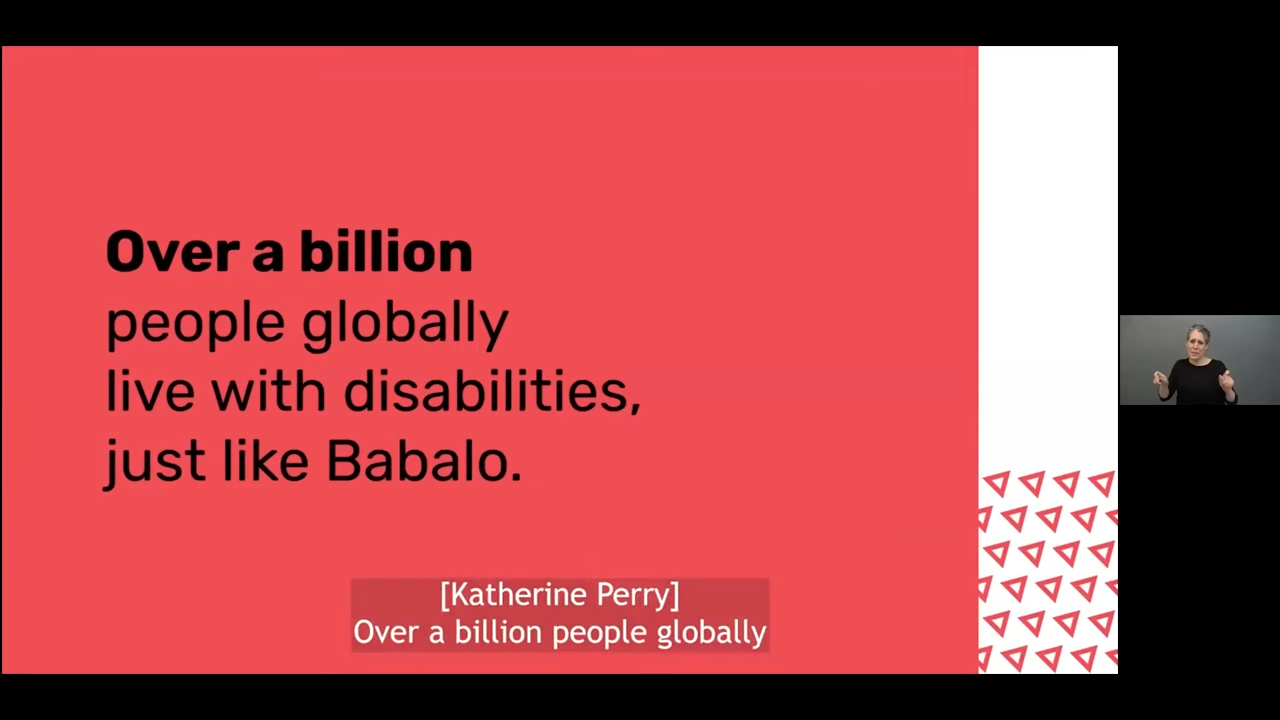 Over a billion
people globally
live with disabilities,
just like Babalo.
[Katherine Perry]
Over a billion people globally